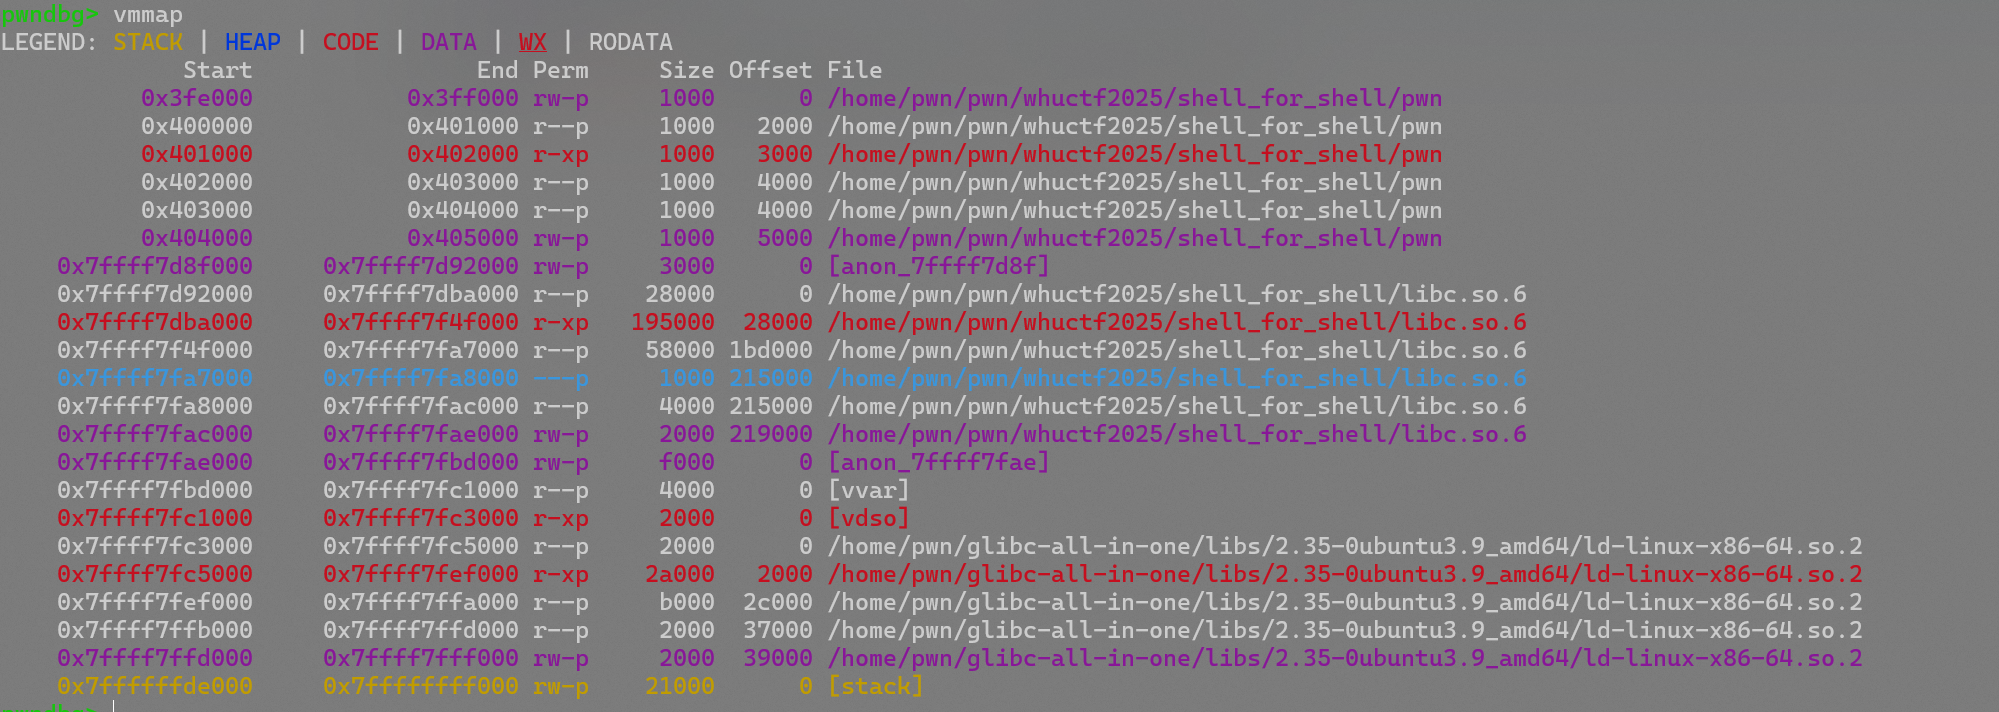 pwndbg> vmmap
LEGEND: STACK | HEAP | CODE | DATA | WX | RODATA
Start End Perm Size Offset File
0x3fe000 0x3ff000 rw-p 1000 0 /home/pwn/pwn/whuctf2025/shell_for_shell/pwn
0x400000 0x401000 r--p 1000 2000 /home/pwn/pwn/whuctf2025/shell_for_shell/pwn
0x401000 0x402000 r-xp 1000 3000 /home/pwn/pwn/whuctf2025/shell_for_shell/pwn
0x402000 0x403000 r--p 1000 4000 /home/pwn/pwn/whuctf2025/shell_for_shell/pwn
0x403000 0x404000 r--p 1000 4000 /home/pwn/pwn/whuctf2025/shell_for_shell/pwn
0x404000 0x405000 rw-p 1000 5000 /home/pwn/pwn/whuctf2025/shell_for_shell/pwn
0x7ffff7d8f000 0x7ffff7d92000 rw-p 3000 0 [anon_7ffff7d8f]
0x7ffff7d92000 0x7ffff7dba000 r--p 28000 0 /home/pwn/pwn/whuctf2025/shell_for_shell/libc.so.6
0x7ffff7dba000 0x7ffff7f4f000 r-xp 195000 28000 /home/pwn/pwn/whuctf2025/shell_for_shell/libc.so.6
0x7ffff7f4f000 0x7ffff7fa7000 r--p 58000 1bd000 /home/pwn/pwn/whuctf2025/shell_for_shell/libc.so.6
0x7ffff7fa7000 0x7ffff7fa8000 ---p 1000 215000 /home/pwn/pwn/whuctf2025/shell_for_shell/libc.so.6
0x7ffff7fa8000 0x7ffff7fac000 r--p 4000 215000 /home/pwn/pwn/whuctf2025/shell_for_shell/libc.so.6
0x7ffff7fac000 0x7ffff7fae000 rw-p 2000 219000 /home/pwn/pwn/whuctf2025/shell_for_shell/libc.so.6
0x7ffff7fae000 0x7ffff7fbd000 rw-p f000 0 [anon_7ffff7fae]
0x7ffff7fbd000 0x7ffff7fc1000 r--p 4000 0 [vvar]
0x7ffff7fc1000 0x7ffff7fc3000 r-xp 2000 0 [vdso]
0x7ffff7fc3000 0x7ffff7fc5000 r--p 2000 0 /home/pwn/glibc-all-in-one/libs/2.35-0ubuntu3.9_amd64/ld-linux-x86-64.so.2
0x7ffff7fc5000 0x7ffff7fef000 r-xp 2a000 2000 /home/pwn/glibc-all-in-one/libs/2.35-0ubuntu3.9_amd64/ld-linux-x86-64.so.2
0x7ffff7fef000 0x7ffff7ffa000 r--p b000 2c000 /home/pwn/glibc-all-in-one/libs/2.35-0ubuntu3.9_amd64/ld-linux-x86-64.so.2
0x7ffff7ffb000 0x7ffff7ffd000 r--p 2000 37000 /home/pwn/glibc-all-in-one/libs/2.35-0ubuntu3.9_amd64/ld-linux-x86-64.so.2
0x7ffff7ffd000 0x7ffff7fff000 rw-p 2000 39000 /home/pwn/glibc-all-in-one/libs/2.35-0ubuntu3.9_amd64/ld-linux-x86-64.so.2
0x7ffffffde000 0x7ffffffff000 rw-p 21000 0 [stack]